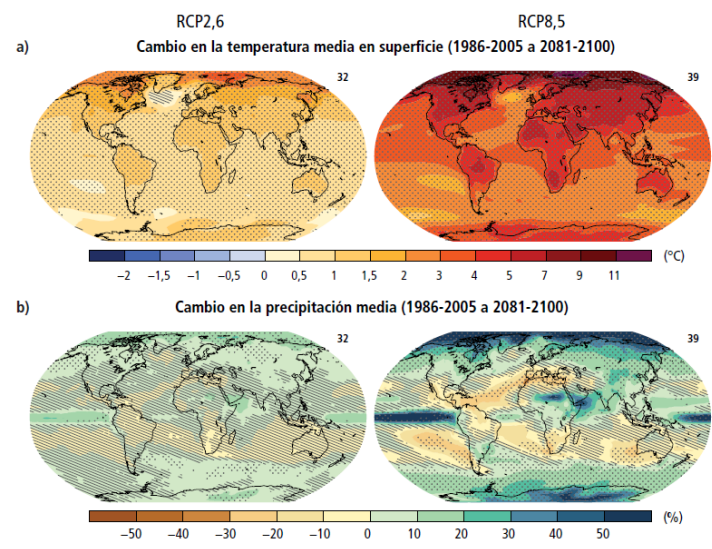 RCP2,6 RCP8,5
a) Cambio en la temperatura media en superficie (1986-2005 a 2081-2100)
32 39
−2 −1,5 −1 −0,5 0 0,5 1 1,5 2 3 4 5 7 9 11 (°C)
b) Cambio en la precipitación media (1986-2005 a 2081-2100)
32 39
−50 −40 −30 −20 −10 0 10 20 30 40 50 (%)